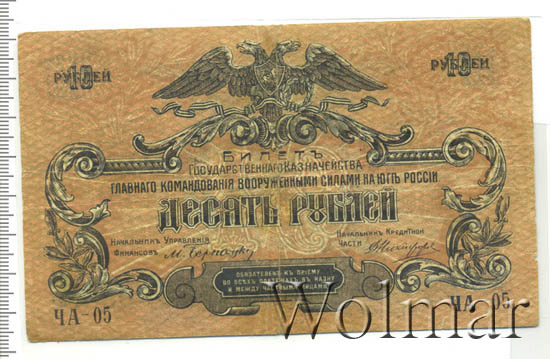 10 РУБЛЕЙ
10 РУБЛЕЙ
БИЛЕТЪ
ГОСУДАРСТВЕННАГО КАЗНАЧЕЙСТВА
ГЛАВНАГО КОМАНДОВАНІЯ ВООРУЖЕННЫМИ СИЛАМИ НА ЮГѢ РОССІИ
ДЕСЯТЬ РУБЛЕЙ
НАЧАЛЬНИКЪ УПРАВЛЕНІЯ ФИНАНСОВЪ
НАЧАЛЬНИКЪ КРЕДИТНОЙ ЧАСТИ
ОБЯЗАТЕЛЕНЪ КЪ ПРІЕМУ
ВО ВСѢХЪ ПЛАТЕЖАХЪ ВЪ КАЗНУ
И МЕЖДУ ЧАСТНЫМИ ЛИЦАМИ
ЧА-05
ЧА-05
Wolmar